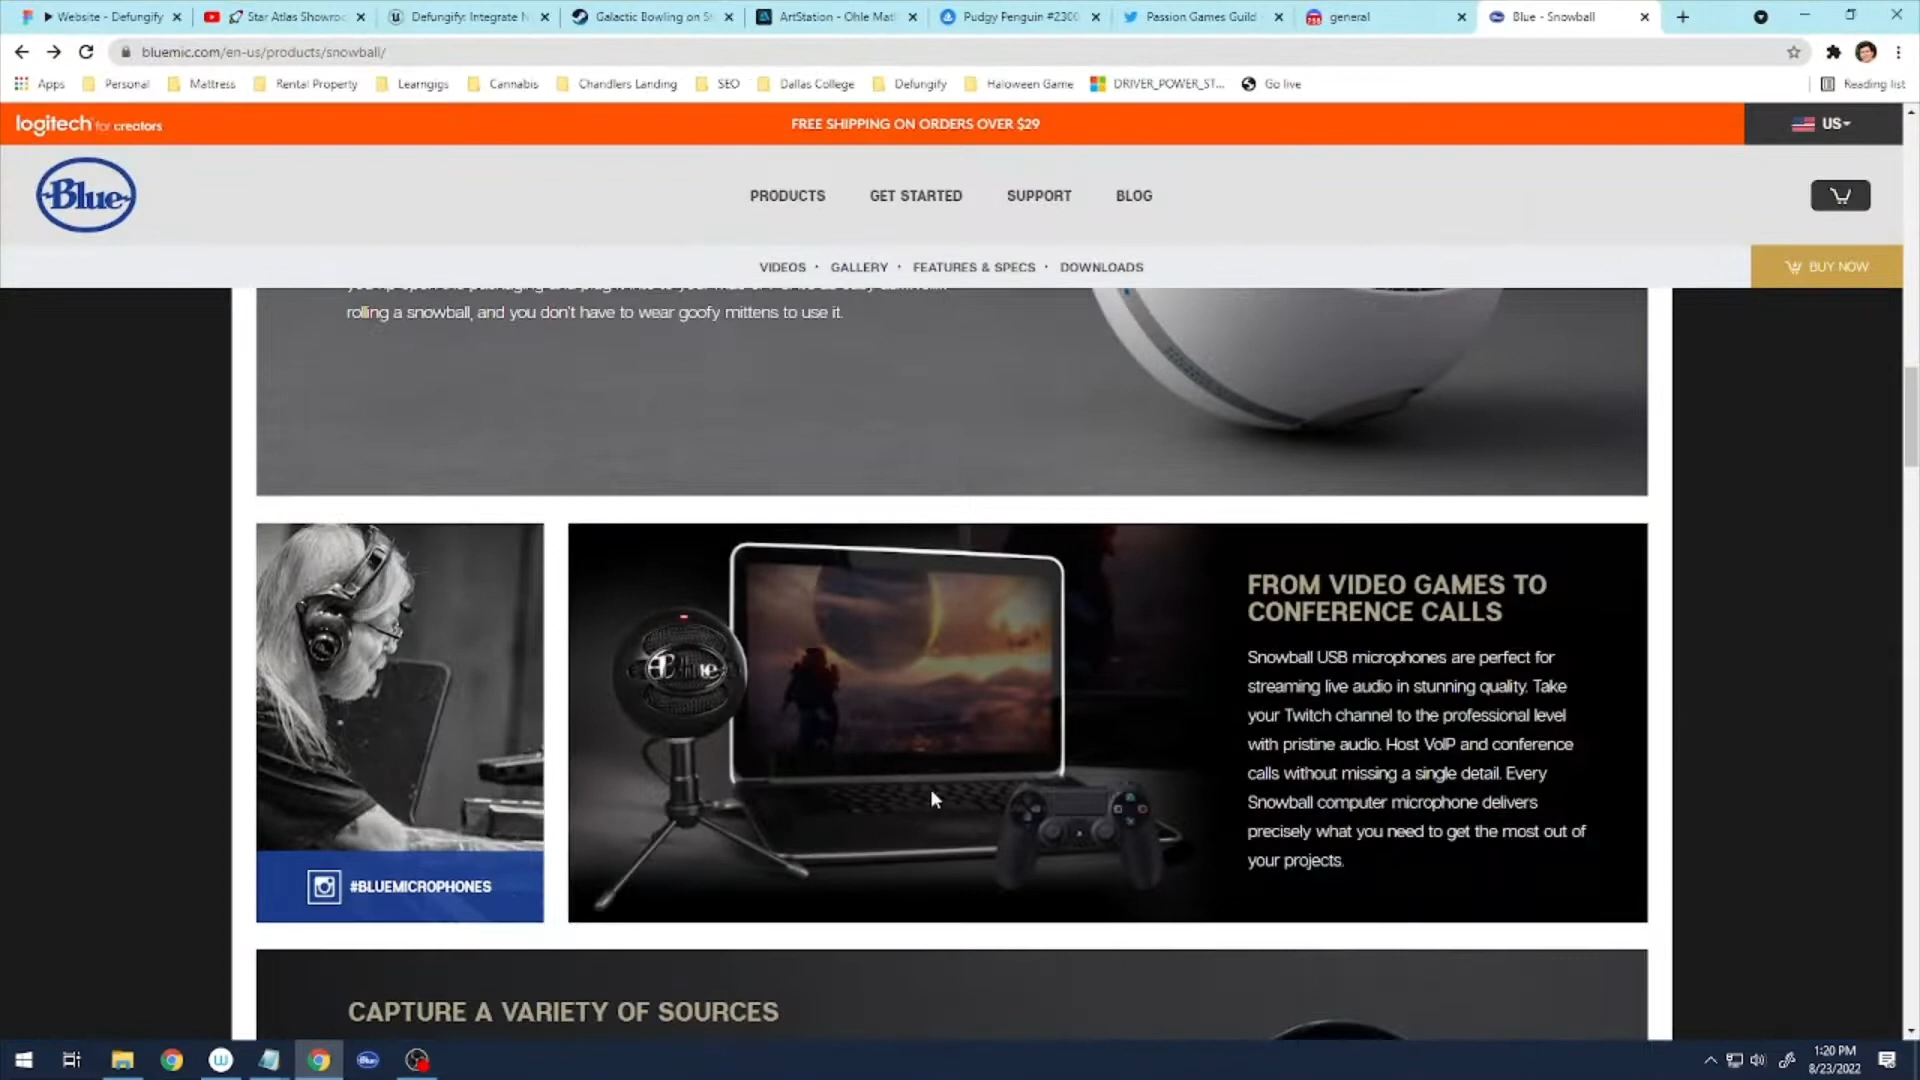 Website - Defungify
Star Atlas Showroo
Defungify: Integrate N
Galactic Bowling on S
ArtStation - Ohle Mat
Pudgy Penguin #2300
Passion Games Guild
general
Blue - Snowball
bluemic.com/en-us/products/snowball/
Apps
Personal
Mattress
Rental Property
Learngigs
Cannabis
Chandlers Landing
SEO
Dallas College
Defungify
Haloween Game
DRIVER_POWER_ST...
Go live
Reading list
logitech for creators
FREE SHIPPING ON ORDERS OVER $29
US
Blue
PRODUCTS
GET STARTED
SUPPORT
BLOG
VIDEOS · GALLERY · FEATURES & SPECS · DOWNLOADS
BUY NOW
rolling a snowball, and you don't have to wear goofy mittens to use it.
Blue
FROM VIDEO GAMES TO
CONFERENCE CALLS
Snowball USB microphones are perfect for
streaming live audio in stunning quality. Take
your Twitch channel to the professional level
with pristine audio. Host VoIP and conference
calls without missing a single detail. Every
Snowball computer microphone delivers
precisely what you need to get the most out of
your projects.
#BLUEMICROPHONES
CAPTURE A VARIETY OF SOURCES
1:20 PM
8/23/2022